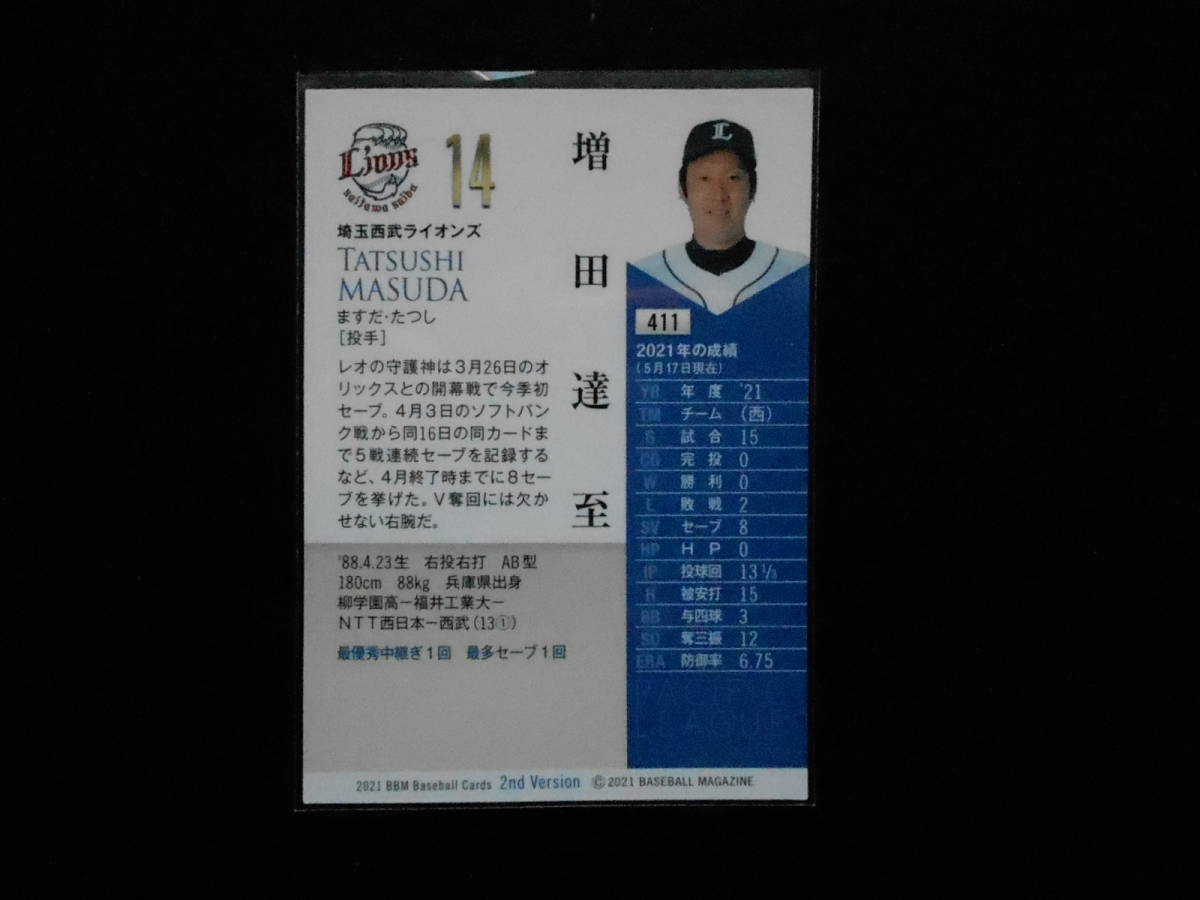 Lions
14
埼玉西武ライオンズ
TATSUSHI
MASUDA
ますだ・たつし
[投手]
増田達至
レオの守護神は3月26日のオ
リックスとの開幕戦で今季初
セーブ。4月3日のソフトバン
ク戦から同16日の同カードま
で5戦連続セーブを記録する
など、4月終了時までに8セー
ブを挙げた。V奪回には欠か
せない右腕だ。
'88.4.23生 右投右打 AB型
180cm 88kg 兵庫県出身
柳学園高ー福井工業大ー
NTT西日本ー西武(13①)
最優秀中継ぎ1回 最多セーブ1回
L
411
2021年の成績
(5月17日現在)
YR 年度 '21
TM チーム (西)
G 試合 15
CG 完投 0
W 勝利 0
L 敗戦 2
SV セーブ 8
HP HP 0
IP 投球回 13 1/3
H 被安打 15
BB 与四球 3
SO 奪三振 12
ERA 防御率 6.75
PACIFIC
LEAGUE
2021 BBM Baseball Cards 2nd Version ©2021 BASEBALL MAGAZINE